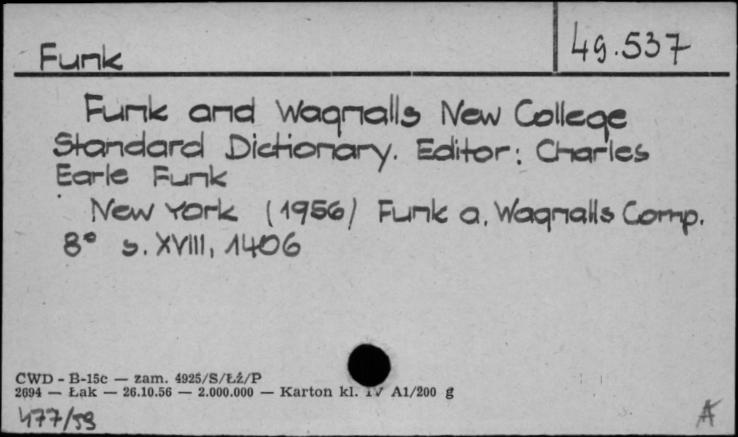 Funk
49.537
Funk and Wagnalls New College
Standard Dictionary. Editor: Charles
Earle Funk
New York (1956) Funk a. Wagnalls Comp.
8° s. XVIII, 1406
CWD - B-15c — zam. 4925/S/Łż/P
2694 — Łak — 26.10.56 — 2.000.000 — Karton kl. IV A1/200 g
477/59
A